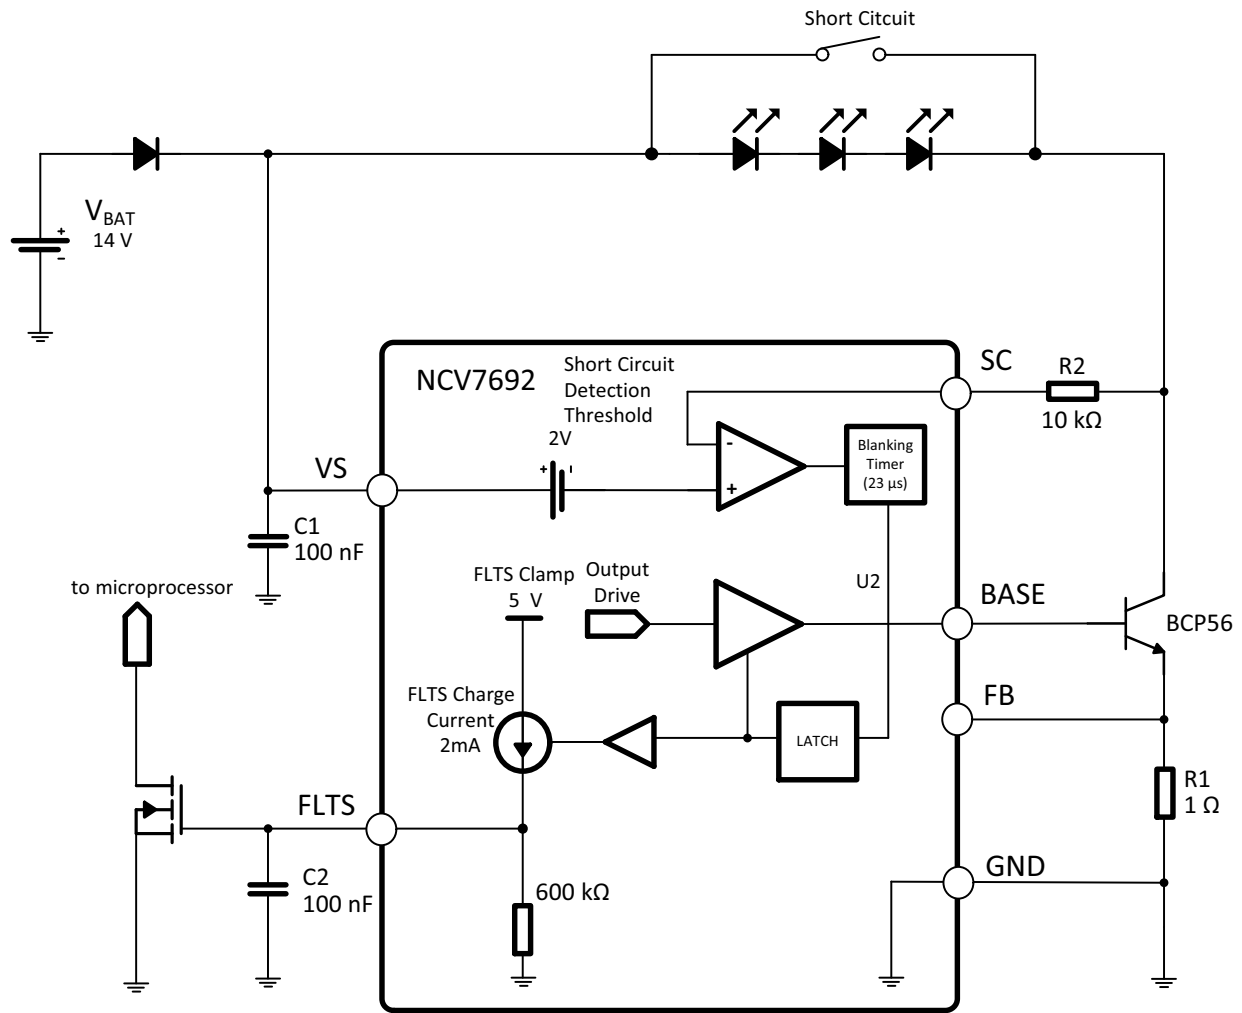 Short Citcuit
V_BAT
14 V
+
-
NCV7692
Short Circuit
Detection
Threshold
2V
+
-
SC
R2
10 kΩ
-
+
Blanking
Timer
(23 µs)
VS
C1
100 nF
to microprocessor
FLTS Clamp
5 V
Output
Drive
U2
BASE
BCP56
FLTS Charge
Current
2mA
LATCH
FB
R1
1 Ω
FLTS
C2
100 nF
600 kΩ
GND